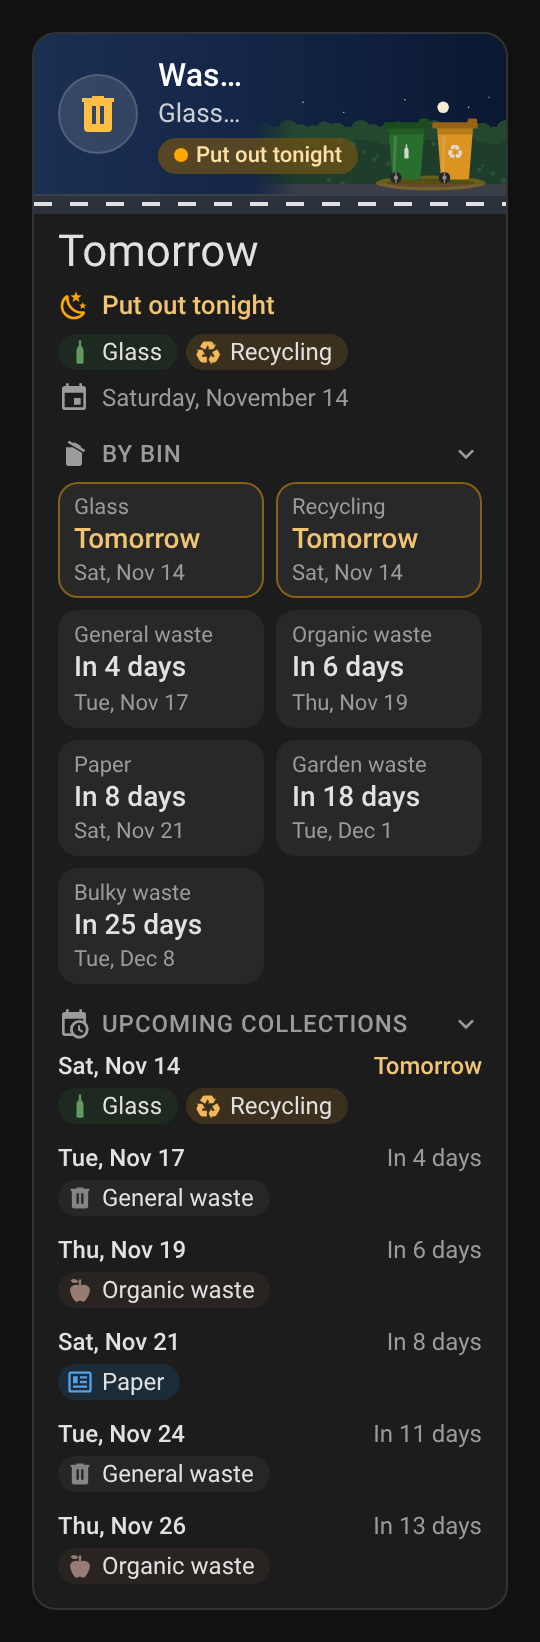 Was...
Glass...
Put out tonight
Tomorrow
Put out tonight
Glass Recycling
Saturday, November 14
BY BIN
Glass
Tomorrow
Sat, Nov 14
Recycling
Tomorrow
Sat, Nov 14
General waste
In 4 days
Tue, Nov 17
Organic waste
In 6 days
Thu, Nov 19
Paper
In 8 days
Sat, Nov 21
Garden waste
In 18 days
Tue, Dec 1
Bulky waste
In 25 days
Tue, Dec 8
UPCOMING COLLECTIONS
Sat, Nov 14 Tomorrow
Glass Recycling
Tue, Nov 17 In 4 days
General waste
Thu, Nov 19 In 6 days
Organic waste
Sat, Nov 21 In 8 days
Paper
Tue, Nov 24 In 11 days
General waste
Thu, Nov 26 In 13 days
Organic waste